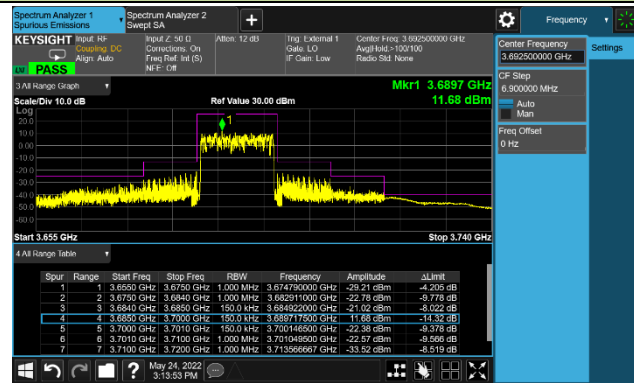 Spectrum Analyzer 1
Spurious Emissions
Spectrum Analyzer 2
Swept SA
+
Frequency
KEYSIGHT
Input: RF
Coupling: DC
Align: Auto
Input Z: 50 Ω
Corrections: On
Freq Ref: Int (S)
NFE: Off
Atten: 12 dB
Trig: External 1
Gate: LO
IF Gain: Low
Center Freq: 3.692500000 GHz
Avg|Hold:>100/100
Radio Std: None
LW PASS
Center Frequency
3.692500000 GHz
Settings
CF Step
6.900000 MHz
Auto
Man
Freq Offset
0 Hz
3 All Range Graph
Mkr1 3.6897 GHz
11.68 dBm
Scale/Div 10.0 dB
Ref Value 30.00 dBm
Log
20.0
10.0
0.00
-10.0
-20.0
-30.0
-40.0
-50.0
-60.0
1
Start 3.655 GHz
Stop 3.740 GHz
4 All Range Table
Spur Range Start Freq Stop Freq RBW Frequency Amplitude ΔLimit
1 1 3.6550 GHz 3.6750 GHz 1.000 MHz 3.674790000 GHz -29.21 dBm -4.205 dB
2 2 3.6750 GHz 3.6840 GHz 1.000 MHz 3.682911000 GHz -22.78 dBm -9.778 dB
3 3 3.6840 GHz 3.6850 GHz 150.0 kHz 3.684922000 GHz -21.02 dBm -8.022 dB
4 4 3.6850 GHz 3.7000 GHz 150.0 kHz 3.689717500 GHz 11.68 dBm -14.32 dB
5 5 3.7000 GHz 3.7010 GHz 150.0 kHz 3.700146500 GHz -22.38 dBm -9.378 dB
6 6 3.7010 GHz 3.7100 GHz 1.000 MHz 3.701049500 GHz -22.57 dBm -9.566 dB
7 7 3.7100 GHz 3.7200 GHz 1.000 MHz 3.713566667 GHz -33.52 dBm -8.519 dB
?
May 24, 2022
3:13:53 PM